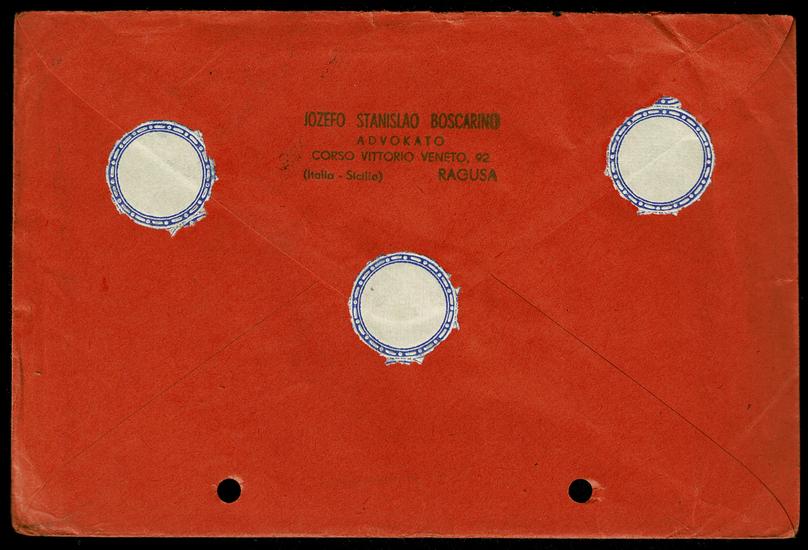 JOZEFO STANISLAO BOSCARINO
ADVOKATO
CORSO VITTORIO VENETO, 92
(Italia - Sicilio) RAGUSA